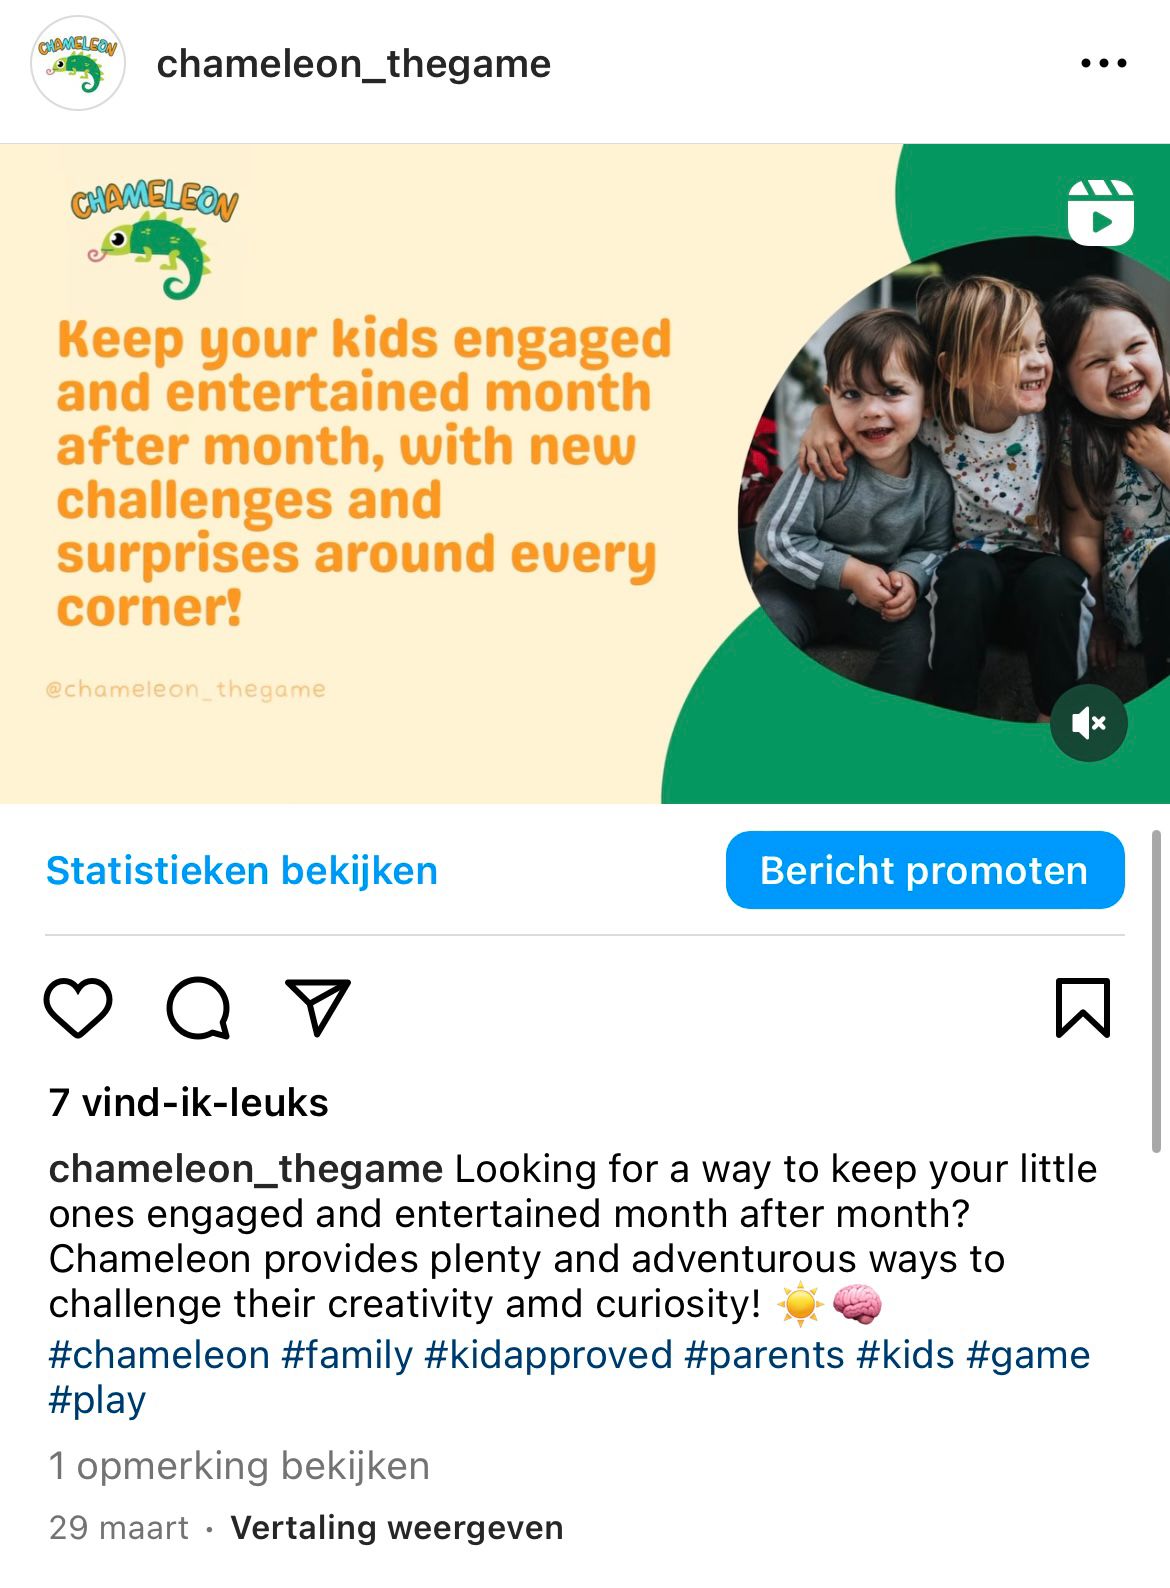 CHAMELEON
chameleon_thegame
CHAMELEON
Keep your kids engaged
and entertained month
after month, with new
challenges and
surprises around every
corner!
@chameleon_thegame
Statistieken bekijken
Bericht promoten
7 vind-ik-leuks
chameleon_thegame Looking for a way to keep your little
ones engaged and entertained month after month?
Chameleon provides plenty and adventurous ways to
challenge their creativity amd curiosity! ☀️🧠
#chameleon #family #kidapproved #parents #kids #game
#play
1 opmerking bekijken
29 maart · Vertaling weergeven